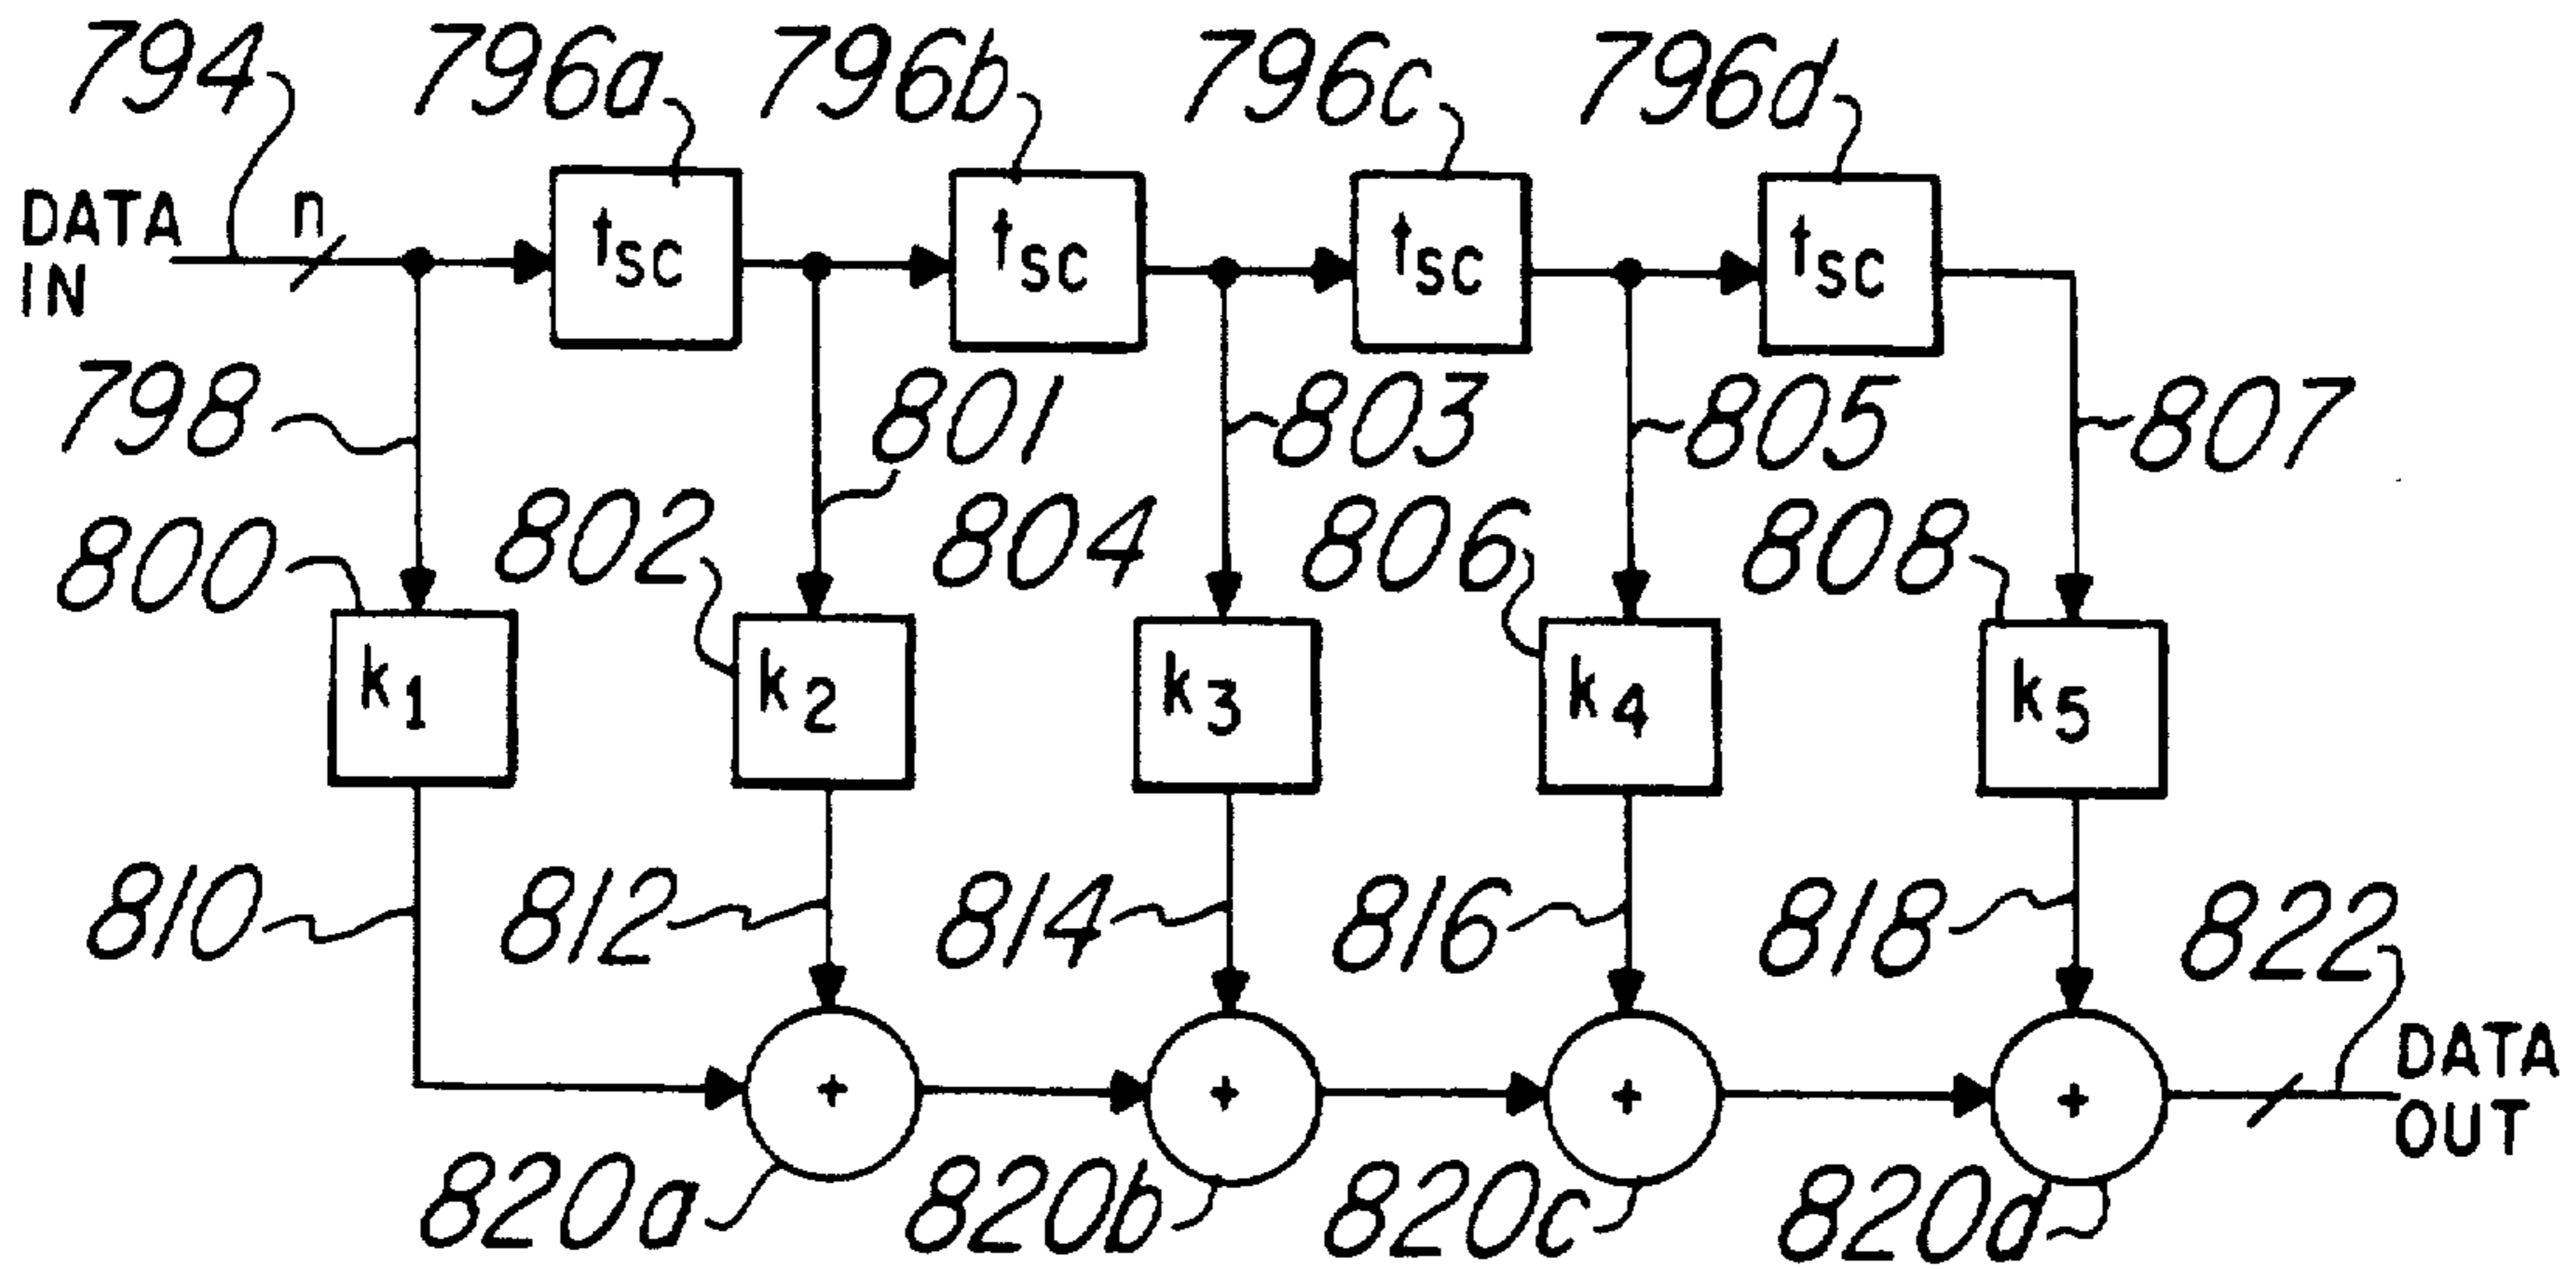 794 796a 796b 796c 796d
DATA IN
n
tSC tSC tSC tSC
798 801 803 805 807
800 802 804 806 808
k1 k2 k3 k4 k5
810 812 814 816 818 822
+ + + +
DATA OUT
820a 820b 820c 820d